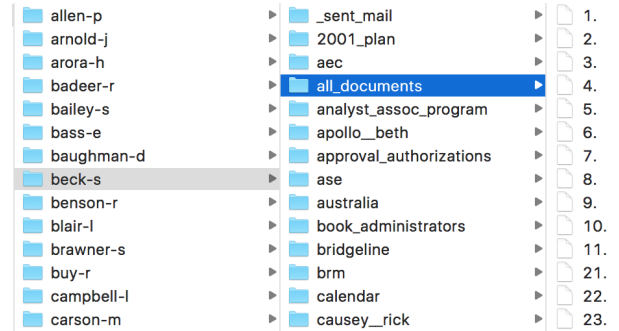 allen-p
arnold-j
arora-h
badeer-r
bailey-s
bass-e
baughman-d
beck-s
benson-r
blair-l
brawner-s
buy-r
campbell-l
carson-m
_sent_mail
2001_plan
aec
all_documents
analyst_assoc_program
apollo__beth
approval_authorizations
ase
australia
book_administrators
bridgeline
brm
calendar
causey__rick
1.
2.
3.
4.
5.
6.
7.
8.
9.
10.
11.
21.
22.
23.